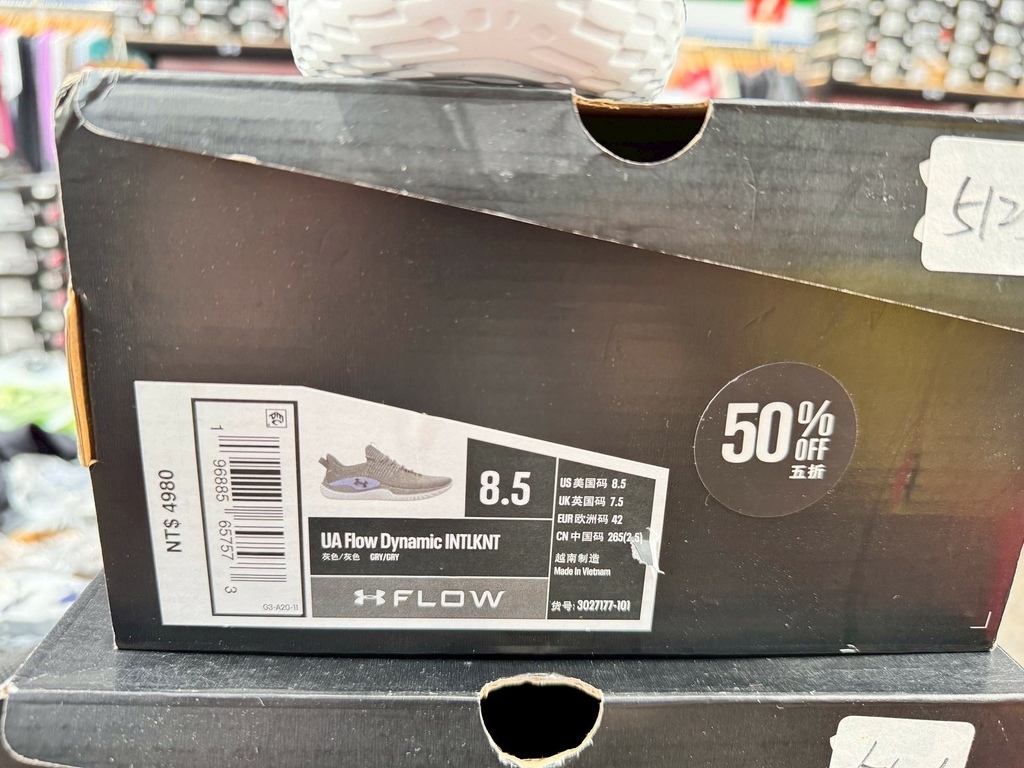 50% OFF
五折
NT$ 4980
1 96885 65757 3
G3-A20-11
8.5
UA Flow Dynamic INTLKNT
灰色/灰色 GRY/GRY
FLOW
US 美国码 8.5
UK 英国码 7.5
EUR 欧洲码 42
CN 中国码 265(2.5)
越南制造
Made in Vietnam
货号: 3027177-101